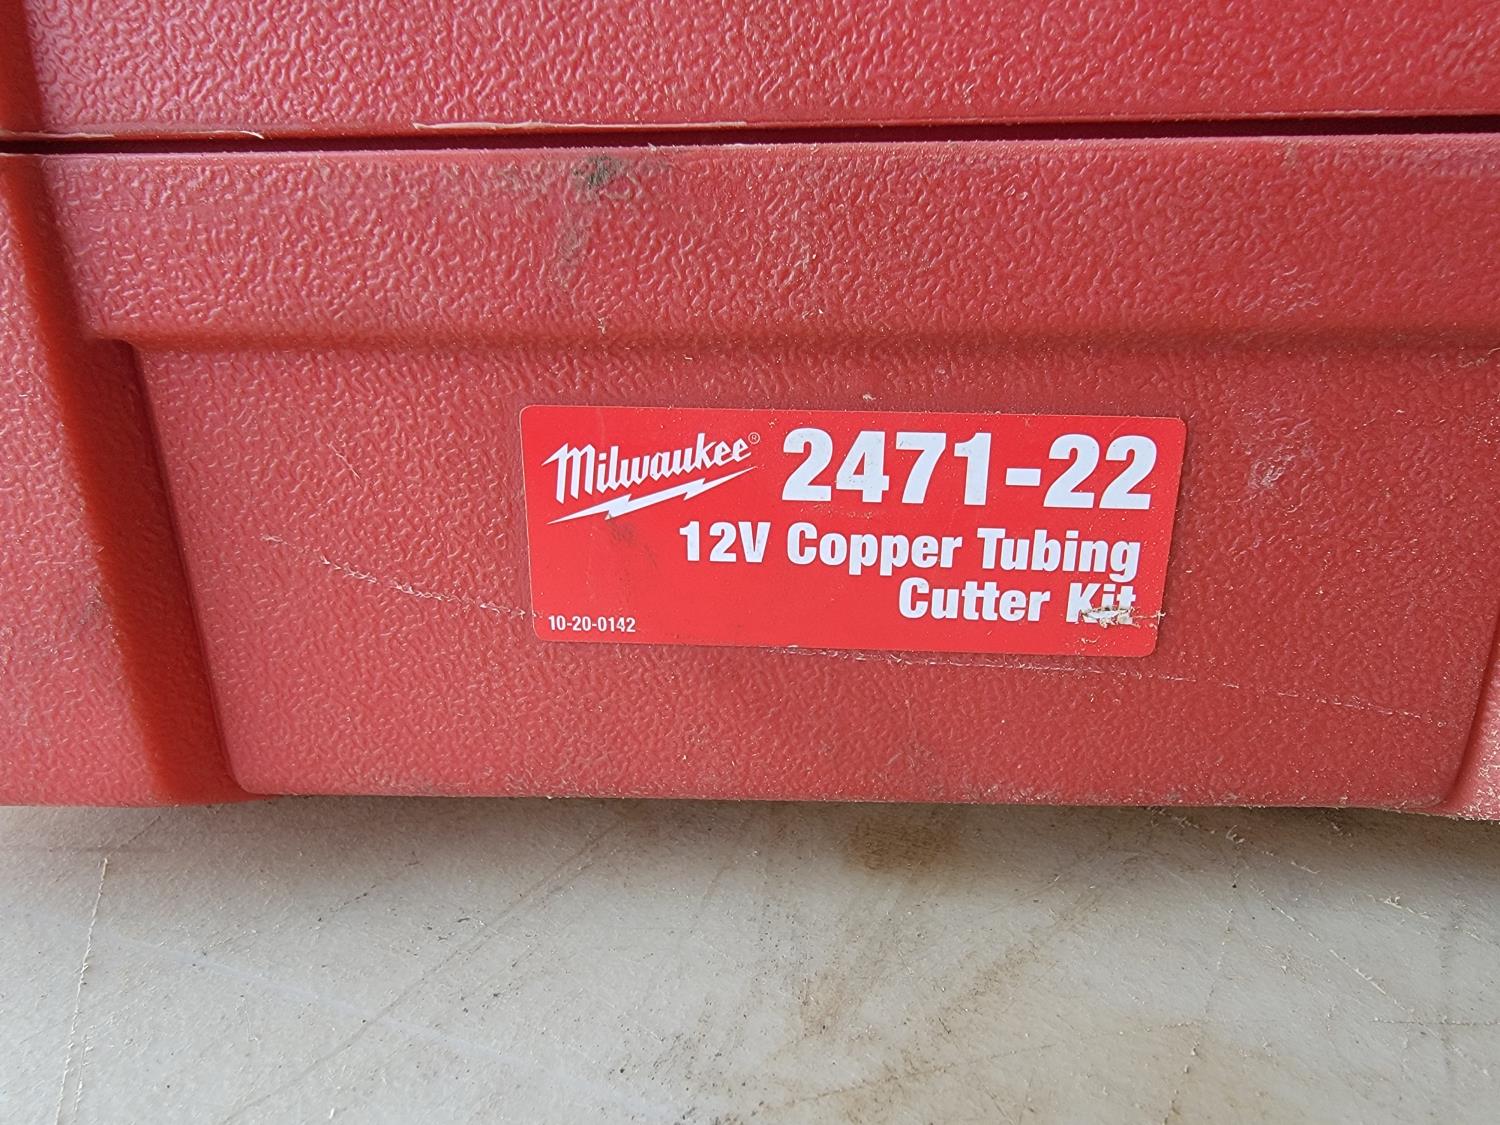 Milwaukee® 2471-22
12V Copper Tubing
Cutter Kit
10-20-0142